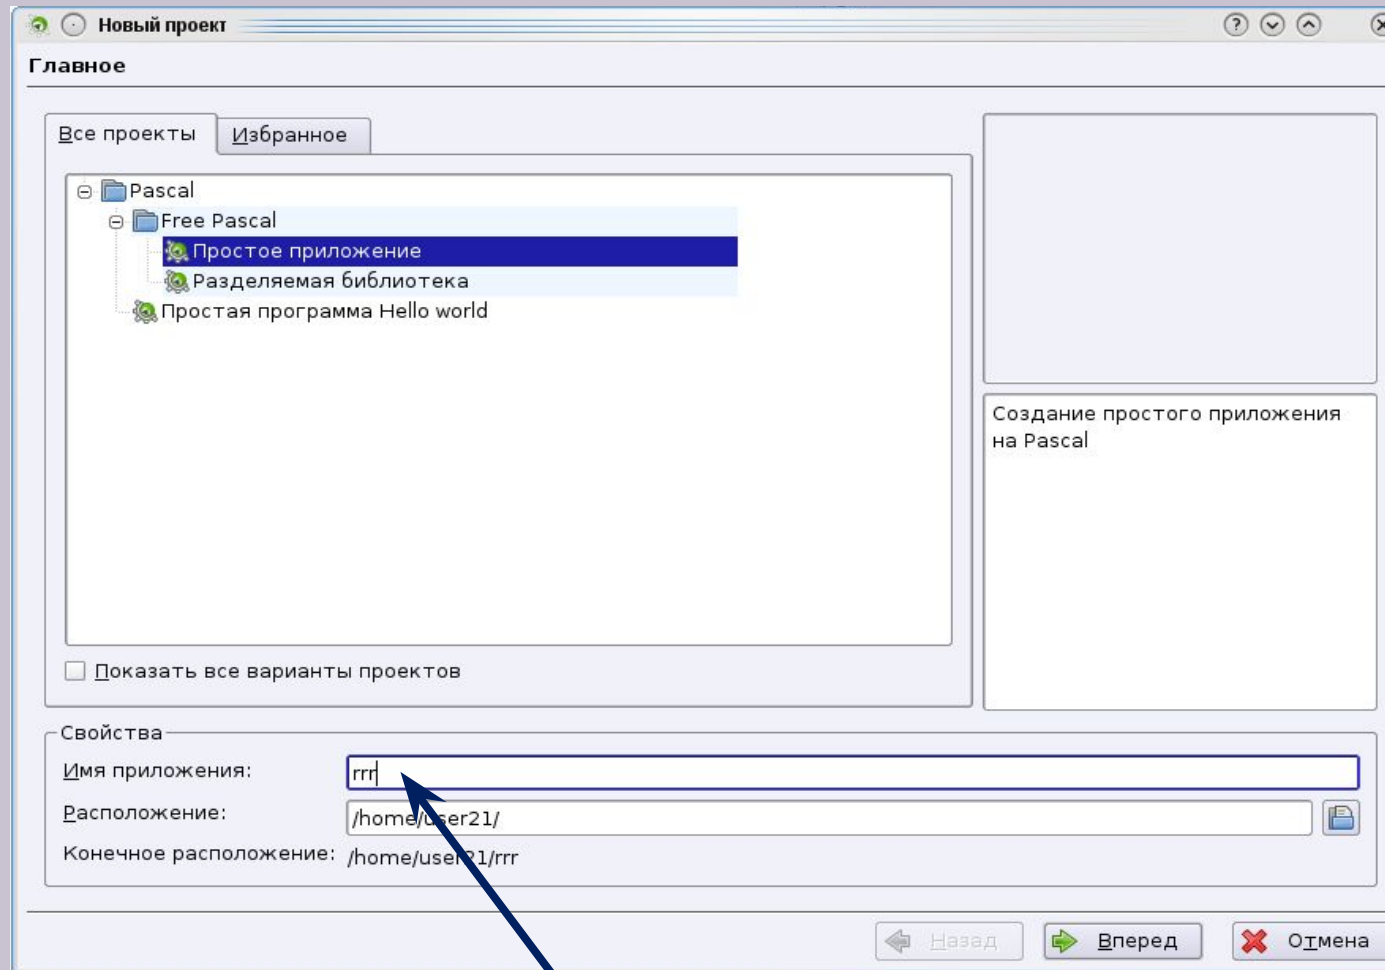 Новый проект
Главное
Все проекты
Избранное
Pascal
Free Pascal
Простое приложение
Разделяемая библиотека
Простая программа Hello world
Показать все варианты проектов
Создание простого приложения
на Pascal
Свойства
Имя приложения: rrr
Расположение: /home/user21/
Конечное расположение: /home/user21/rrr
Назад
Вперед
Отмена